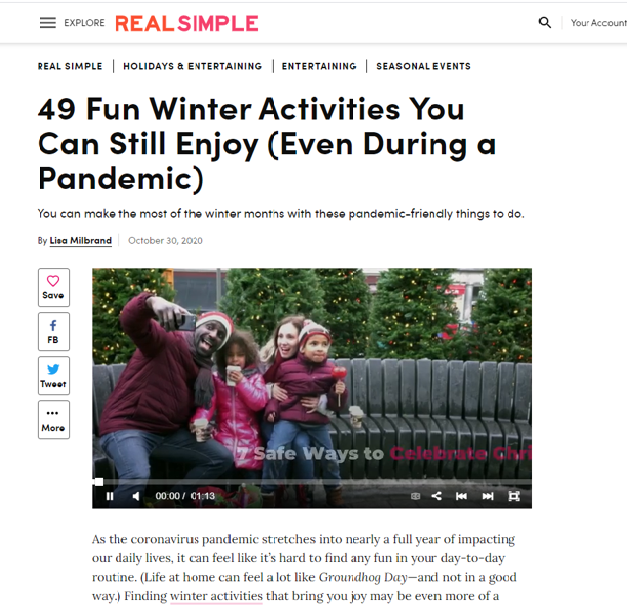 EXPLORE REALSIMPLE Your Account
REAL SIMPLE HOLIDAYS & ENTERTAINING ENTERTAINING SEASONAL EVENTS
49 Fun Winter Activities You
Can Still Enjoy (Even During a
Pandemic)
You can make the most of the winter months with these pandemic-friendly things to do.
By Lisa Milbrand October 30, 2020
Save
FB
Tweet
More
7 Safe Ways to Celebrate Chri
00:00 / 01:13
As the coronavirus pandemic stretches into nearly a full year of impacting
our daily lives, it can feel like it's hard to find any fun in your day-to-day
routine. (Life at home can feel a lot like Groundhog Day—and not in a good
way.) Finding winter activities that bring you joy may be even more of a